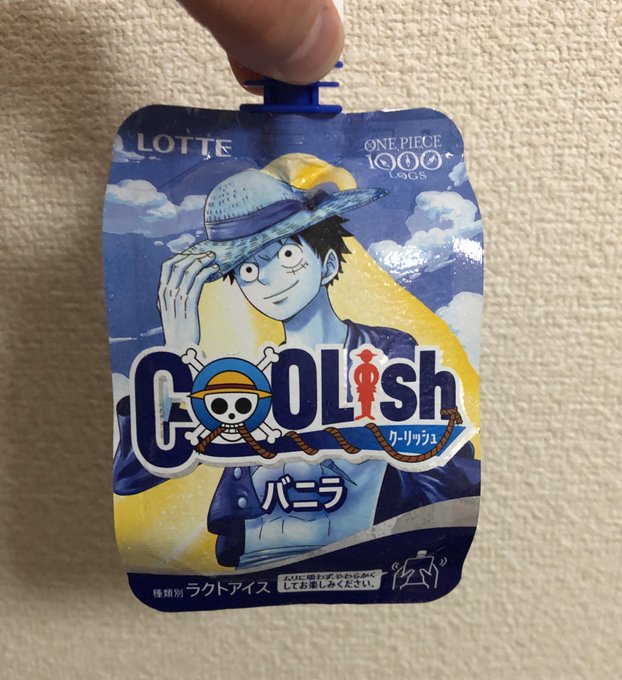 LOTTE
ONE PIECE
1000
LOGS
COOLish
クーリッシュ
バニラ
種類別 ラクトアイス
ムリに吸わずやわらかく
してお楽しみください。